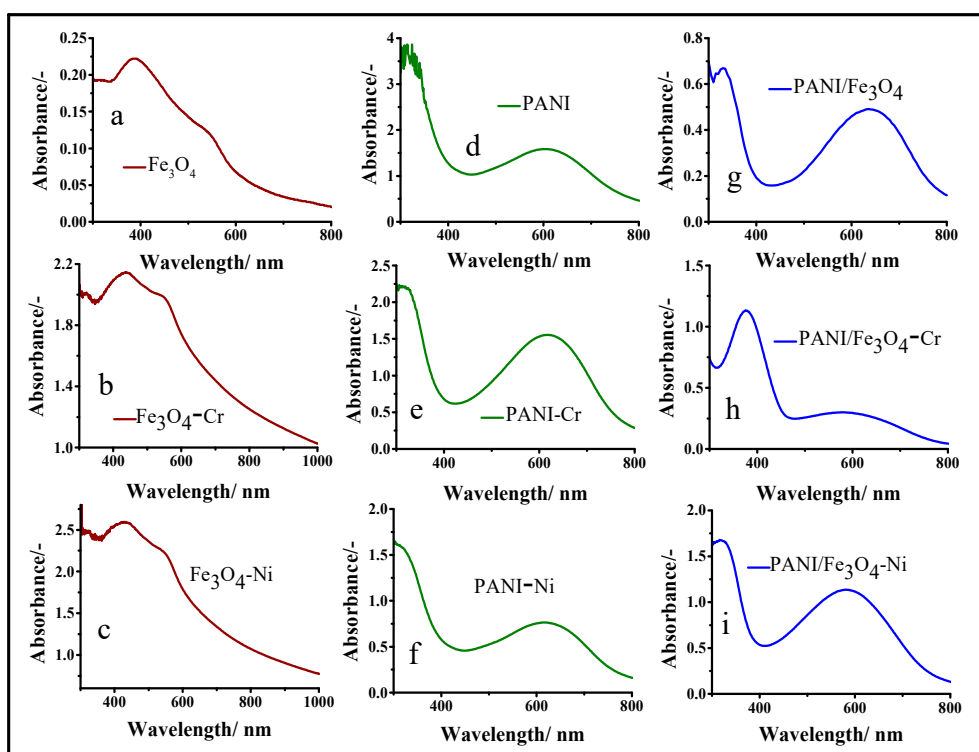 0.25
0.20
0.15
0.10
0.05
0.00
Absorbance/-
a
Fe₃O₄
400 600 800
Wavelength/ nm
4
3
2
1
0
Absorbance/-
d
PANI
400 600 800
Wavelength/ nm
0.8
0.6
0.4
0.2
0.0
Absorbance/-
g
PANI/Fe₃O₄
400 600 800
Wavelength/ nm
2.2
1.8
1.4
1.0
Absorbance/-
b
Fe₃O₄-Cr
400 600 800 1000
Wavelength/ nm
2.5
2.0
1.5
1.0
0.5
0.0
Absorbance/-
e
PANI-Cr
400 600 800
Wavelength/ nm
1.5
1.0
0.5
0.0
Absorbance/-
h
PANI/Fe₃O₄-Cr
400 600 800
Wavelength/ nm
2.5
2.0
1.5
1.0
Absorbance/-
c
Fe₃O₄-Ni
400 600 800 1000
Wavelength/ nm
2.0
1.5
1.0
0.5
0.0
Absorbance/-
f
PANI-Ni
400 600 800
Wavelength/ nm
2.0
1.5
1.0
0.5
0.0
Absorbance/-
i
PANI/Fe₃O₄-Ni
400 600 800
Wavelength/ nm